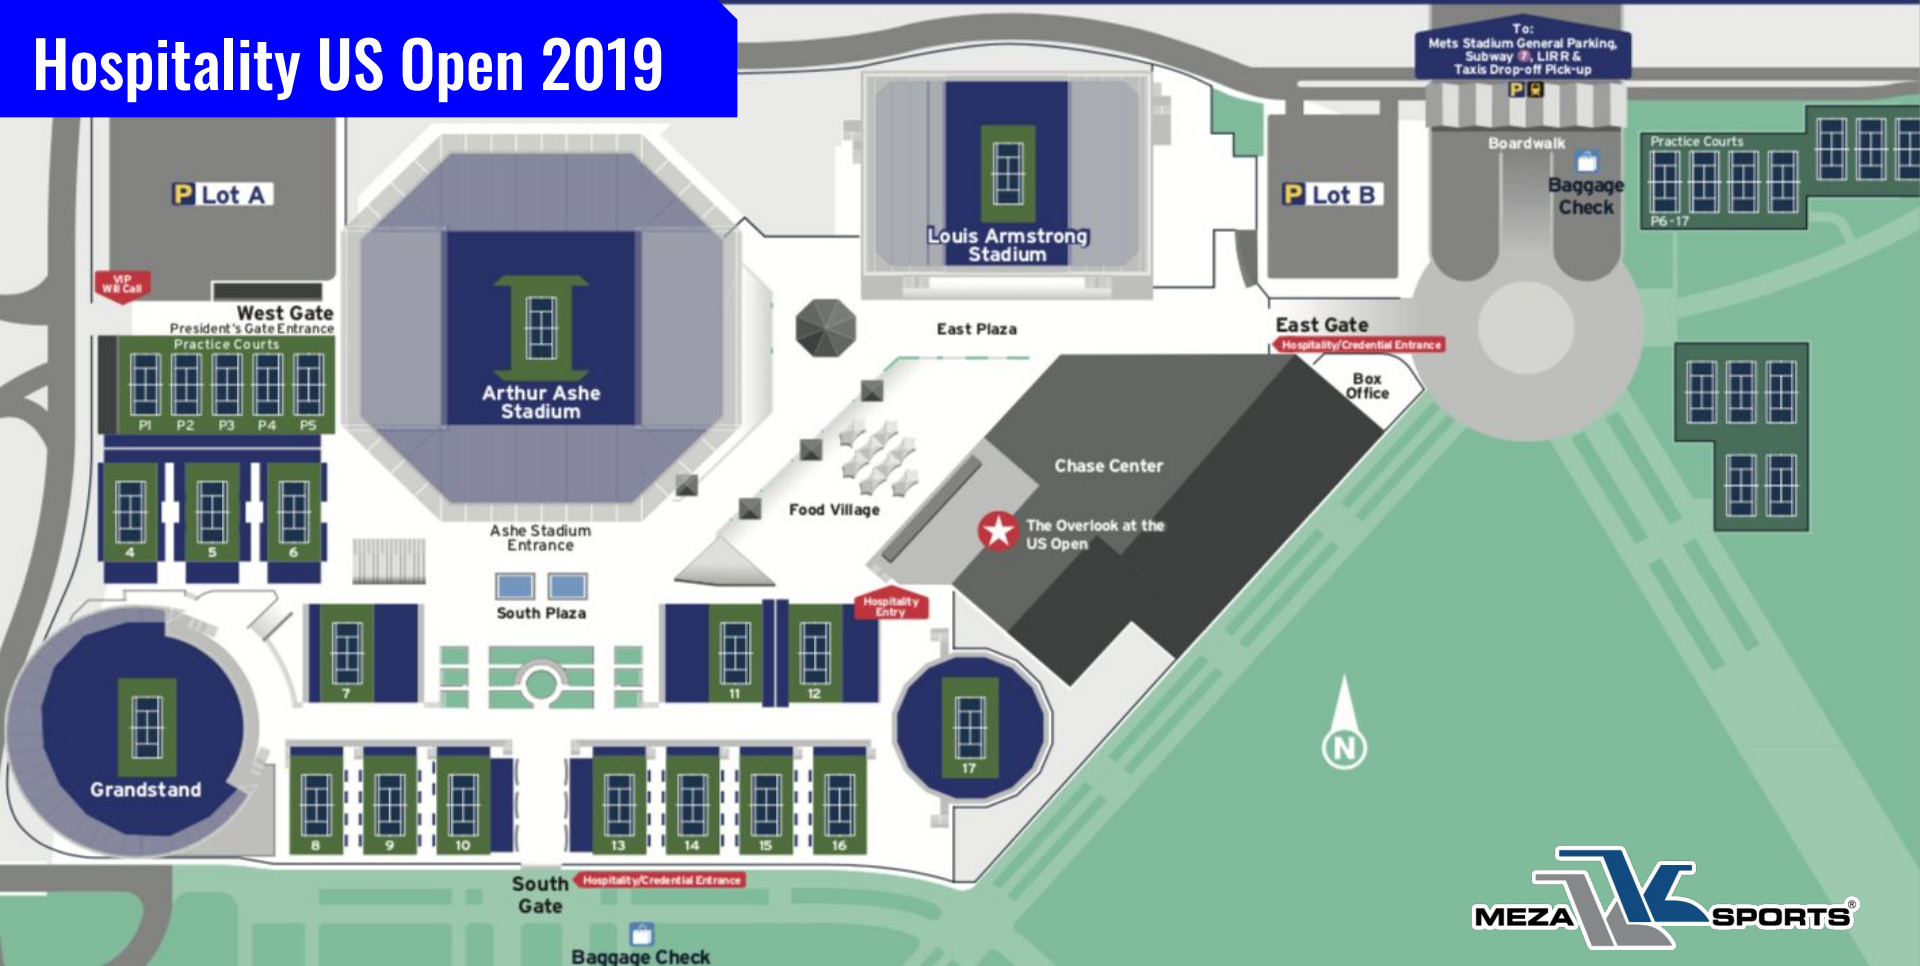 Hospitality US Open 2019
To:
Mets Stadium General Parking,
Subway 7, LIRR &
Taxis Drop-off Pick-up
P
Boardwalk
Baggage
Check
Practice Courts
P6-17
P Lot A
P Lot B
Louis Armstrong
Stadium
VIP
Will Call
West Gate
President's Gate Entrance
Practice Courts
P1 P2 P3 P4 P5
Arthur Ashe
Stadium
East Plaza
East Gate
Hospitality/Credential Entrance
Box
Office
Chase Center
Food Village
The Overlook at the
US Open
4 5 6
Ashe Stadium
Entrance
South Plaza
Hospitality
Entry
7
11 12
17
Grandstand
8 9 10
13 14 15 16
N
South
Gate
Hospitality/Credential Entrance
Baggage Check
MEZA SPORTS®